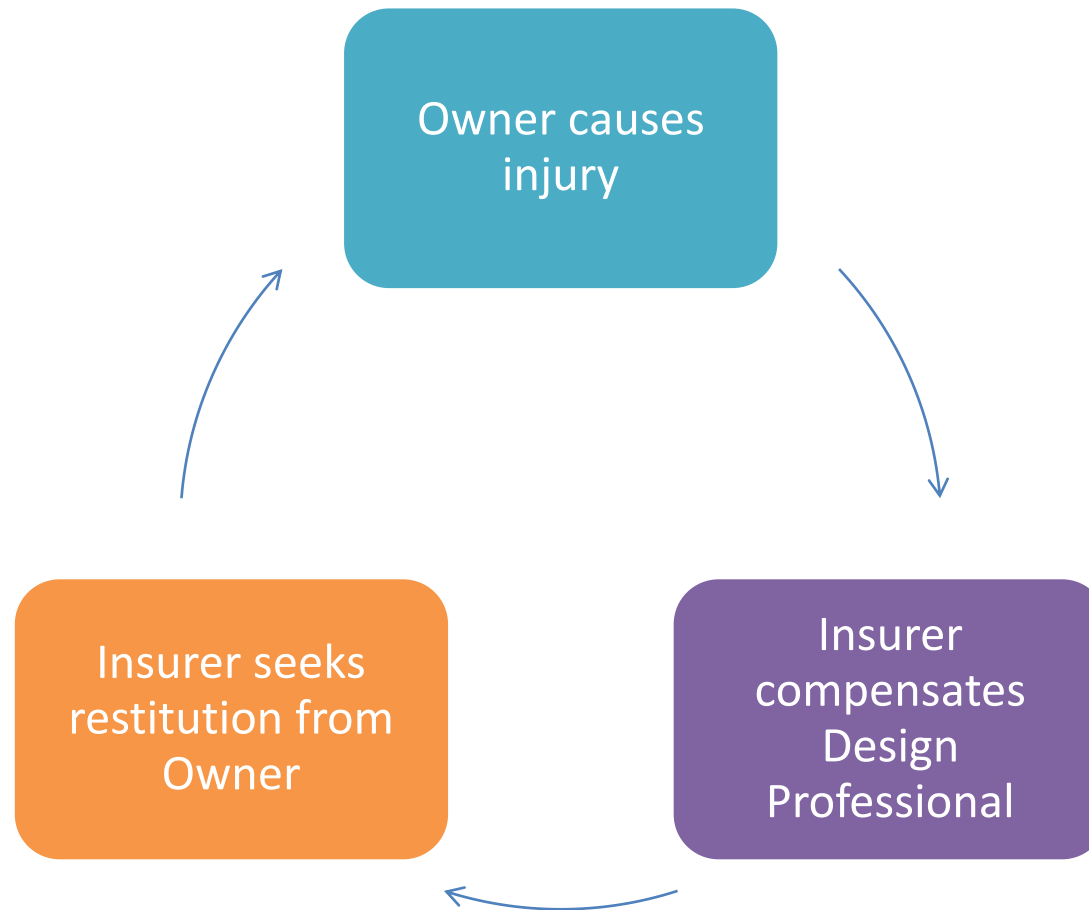 Owner causes
injury
Insurer
compensates
Design
Professional
Insurer seeks
restitution from
Owner